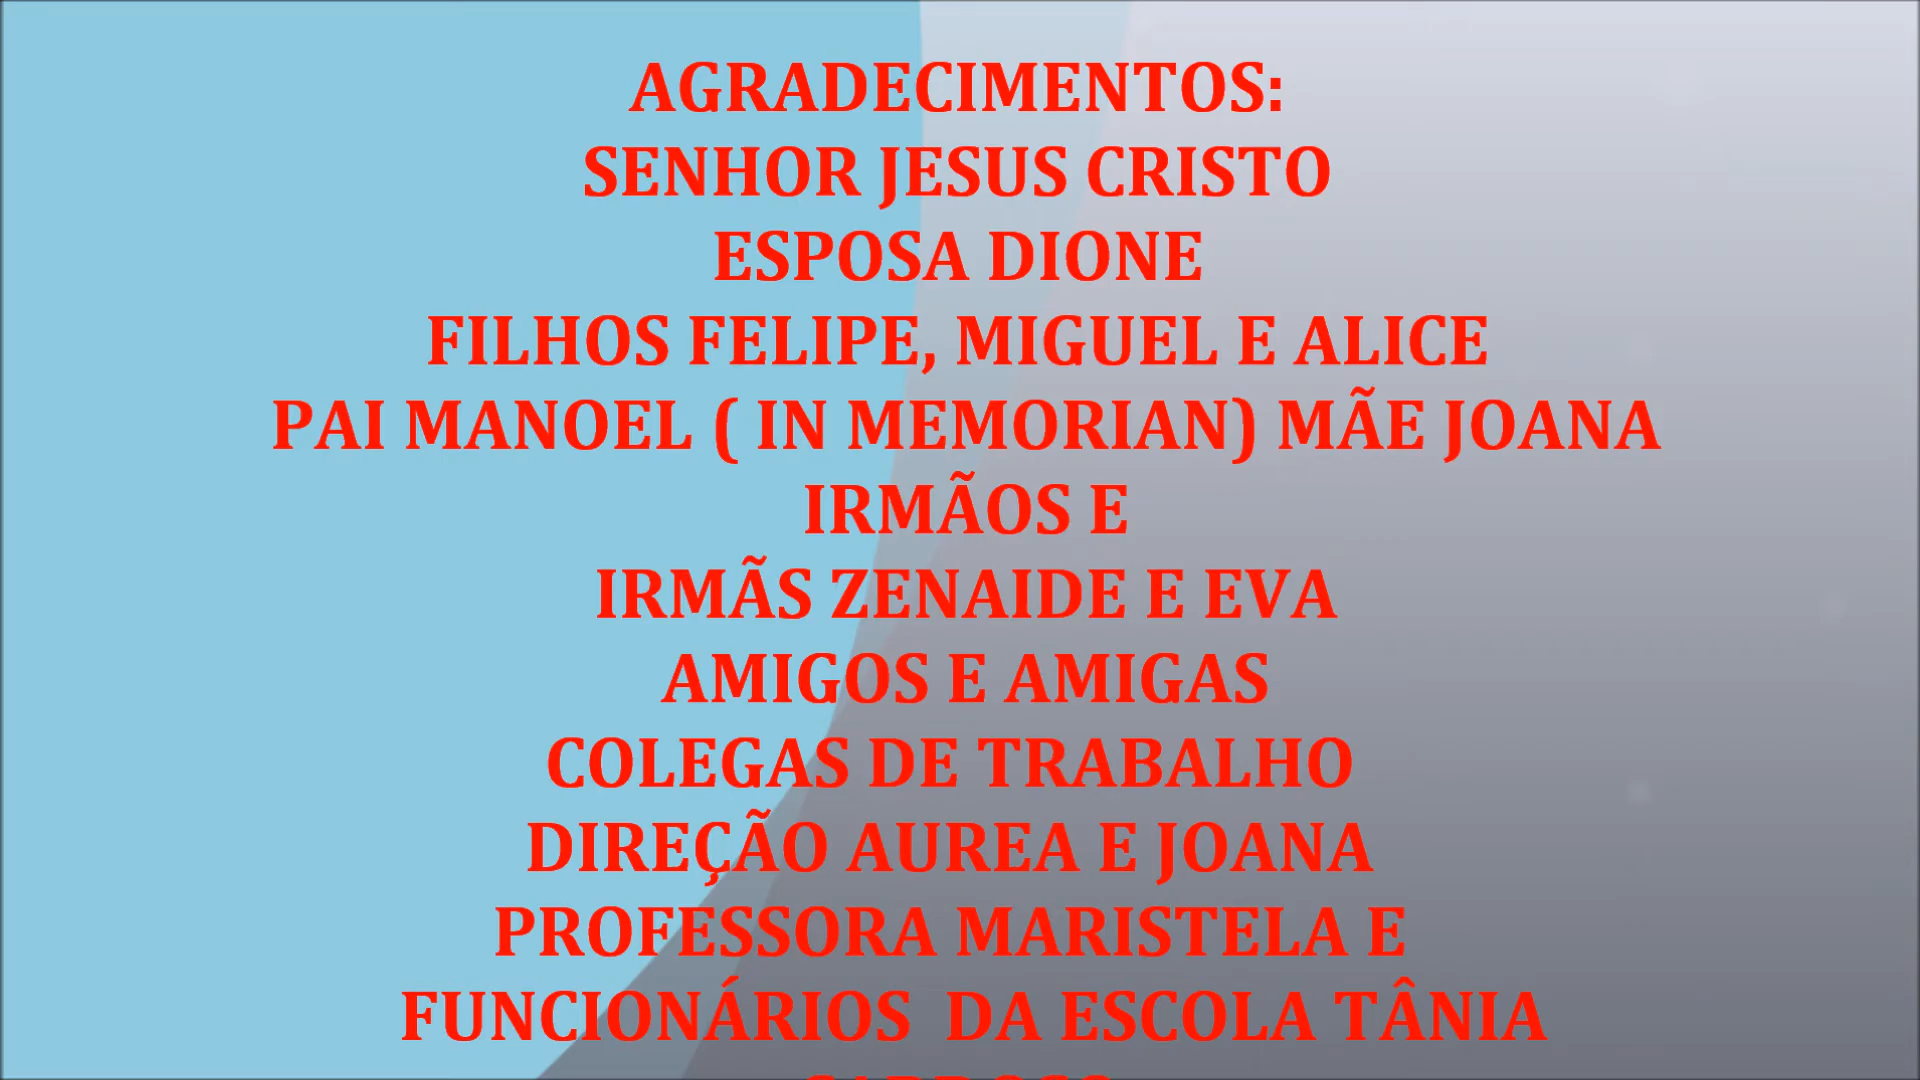 AGRADECIMENTOS:
SENHOR JESUS CRISTO
ESPOSA DIONE
FILHOS FELIPE, MIGUEL E ALICE
PAI MANOEL ( IN MEMORIAN) MÃE JOANA
IRMÃOS E
IRMÃS ZENAIDE E EVA
AMIGOS E AMIGAS
COLEGAS DE TRABALHO
DIREÇÃO AUREA E JOANA
PROFESSORA MARISTELA E
FUNCIONÁRIOS  DA ESCOLA TÂNIA